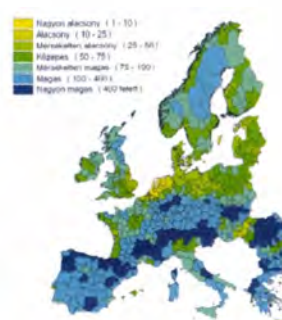 Nagyon alacsony ( 1 - 10 )
Alacsony ( 10 - 25 )
Mérsékelten alacsony ( 25 - 50 )
Közepes ( 50 - 75 )
Mérsékelten magas ( 75 - 100 )
Magas ( 100 - 400 )
Nagyon magas ( 400 felett )